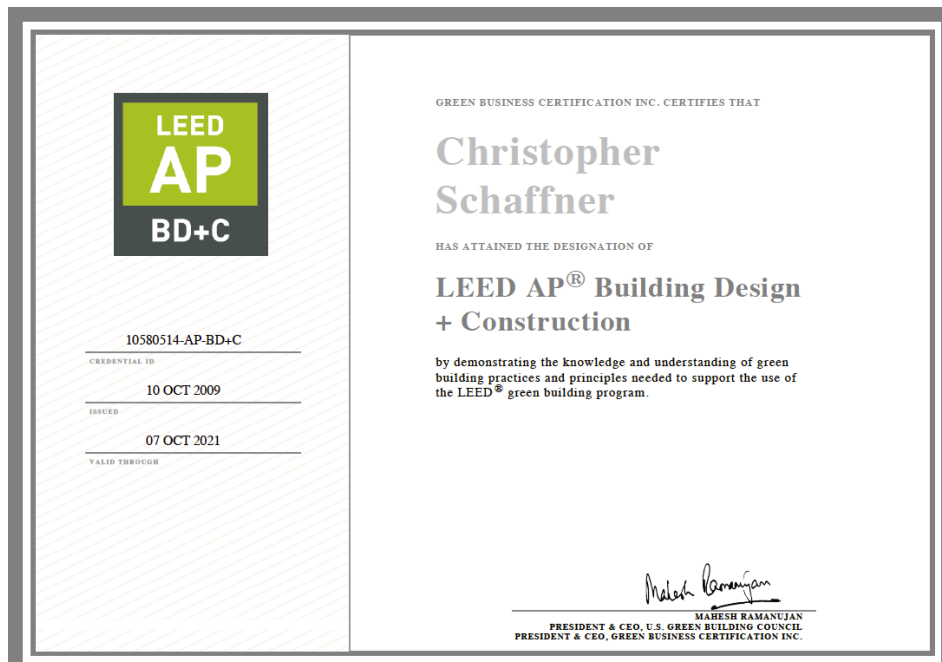 LEED
AP
BD+C
10580514-AP-BD+C
CREDENTIAL ID
10 OCT 2009
ISSUED
07 OCT 2021
VALID THROUGH
GREEN BUSINESS CERTIFICATION INC. CERTIFIES THAT
Christopher
Schaffner
HAS ATTAINED THE DESIGNATION OF
LEED AP® Building Design
+ Construction
by demonstrating the knowledge and understanding of green
building practices and principles needed to support the use of
the LEED® green building program.
Mahesh Ramanujan
MAHESH RAMANUJAN
PRESIDENT & CEO, U.S. GREEN BUILDING COUNCIL
PRESIDENT & CEO, GREEN BUSINESS CERTIFICATION INC.